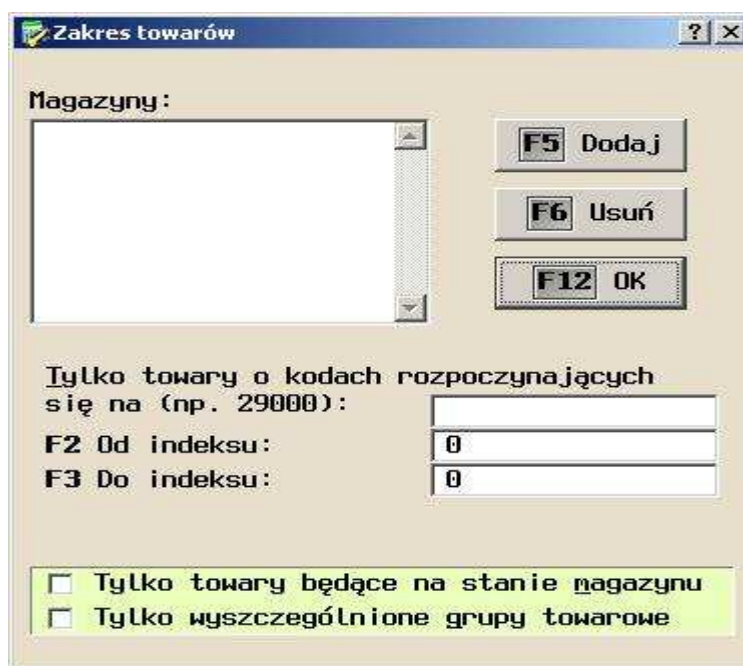 Zakres towarów
Magazyny:
F5 Dodaj
F6 Usuń
F12 OK
Tylko towary o kodach rozpoczynających
się na (np. 29000):
F2 Od indeksu: 0
F3 Do indeksu: 0
Tylko towary będące na stanie magazynu
Tylko wyszczególnione grupy towarowe